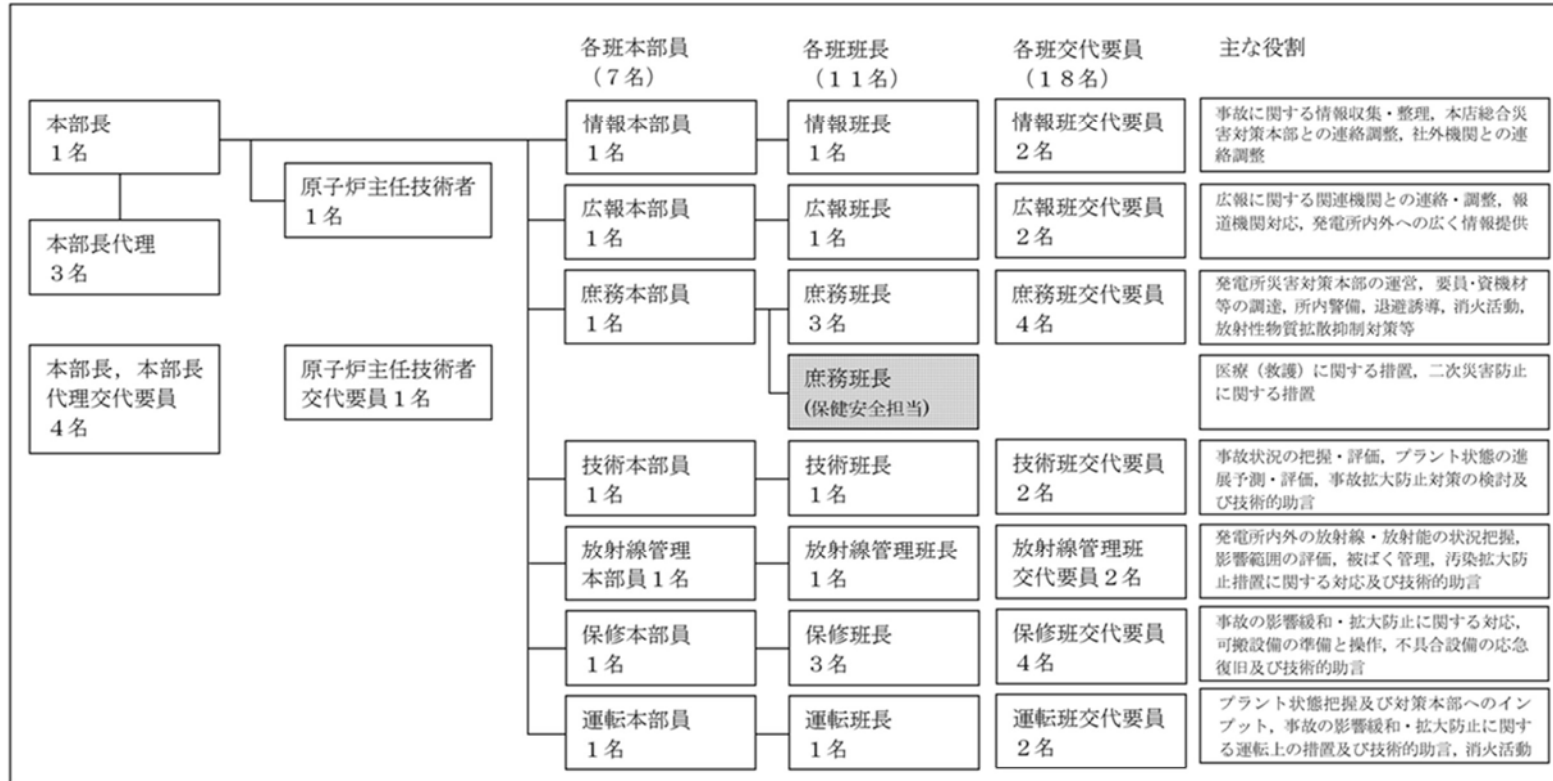 各班本部員
（７名）
各班班長
（１１名）
各班交代要員
（１８名）
主な役割
本部長
１名
本部長代理
３名
本部長，本部長
代理交代要員
４名
原子炉主任技術者
１名
原子炉主任技術者
交代要員１名
情報本部員
１名
情報班長
１名
情報班交代要員
２名
事故に関する情報収集・整理，本店総合災
害対策本部との連絡調整，社外機関との連
絡調整
広報本部員
１名
広報班長
１名
広報班交代要員
２名
広報に関する関連機関との連絡・調整，報
道機関対応，発電所内外への広く情報提供
庶務本部員
１名
庶務班長
３名
庶務班交代要員
４名
発電所災害対策本部の運営，要員・資機材
等の調達，所内警備，退避誘導，消火活動，
放射性物質拡散抑制対策等
庶務班長
(保健安全担当)
医療（救護）に関する措置，二次災害防止
に関する措置
技術本部員
１名
技術班長
１名
技術班交代要員
２名
事故状況の把握・評価，プラント状態の進
展予測・評価，事故拡大防止対策の検討及
び技術的助言
放射線管理
本部員１名
放射線管理班長
１名
放射線管理班
交代要員２名
発電所内外の放射線・放射能の状況把握，
影響範囲の評価，被ばく管理，汚染拡大防
止措置に関する対応及び技術的助言
保修本部員
１名
保修班長
３名
保修班交代要員
４名
事故の影響緩和・拡大防止に関する対応，
可搬設備の準備と操作，不具合設備の応急
復旧及び技術的助言
運転本部員
１名
運転班長
１名
運転班交代要員
２名
プラント状態把握及び対策本部へのイン
プット，事故の影響緩和・拡大防止に関す
る運転上の措置及び技術的助言，消火活動